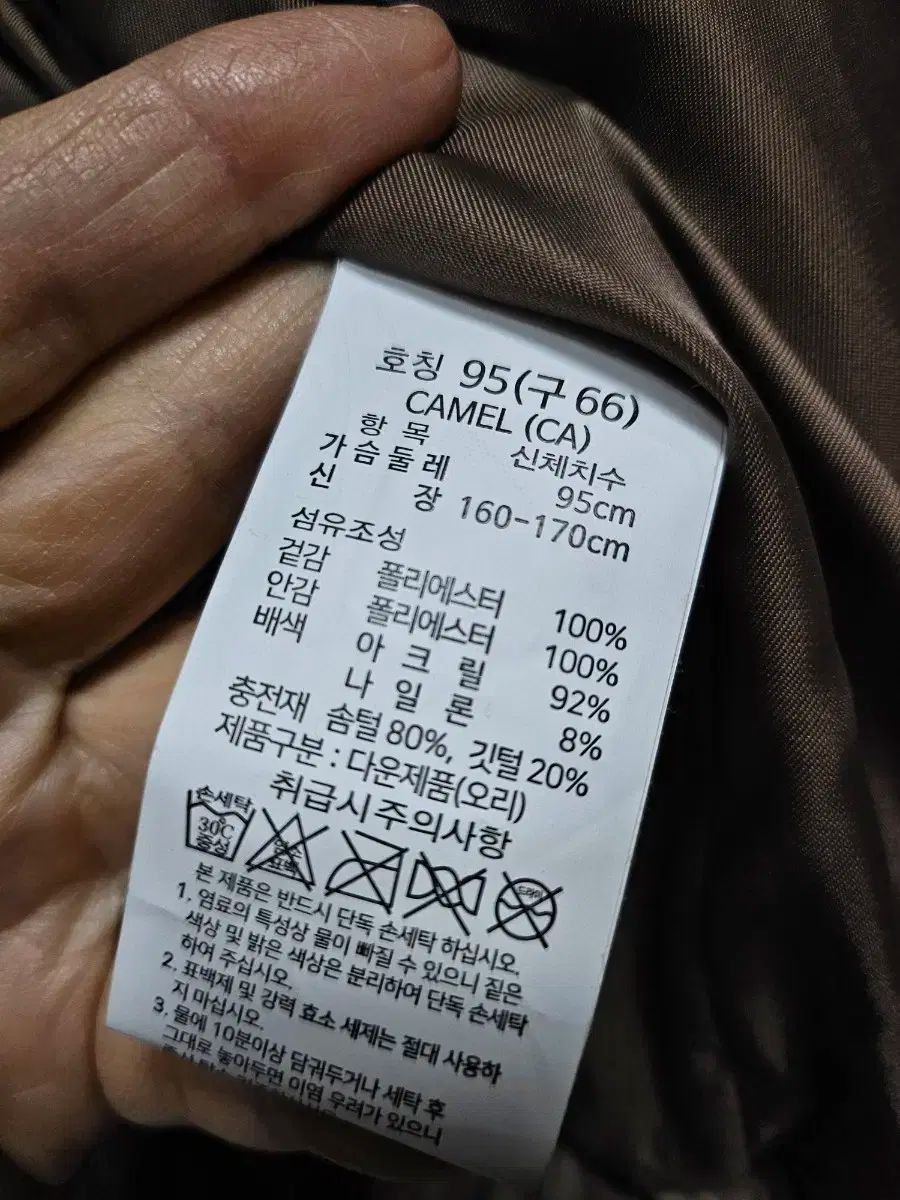 호칭 95(구 66)
CAMEL (CA)
항 목 신체치수
가슴둘레 95cm
신 장 160-170cm
섬유조성
겉감 폴리에스터 100%
안감 폴리에스터 100%
배색 아 크 릴 92%
나 일 론 8%
충전재 솜털 80%, 깃털 20%
제품구분 : 다운제품(오리)
취급시주의사항
손세탁
30C
중성
염소
표백
드라이
본 제품은 반드시 단독 손세탁 하십시오.
1. 염료의 특성상 물이 빠질 수 있으니 짙은
색상 및 밝은 색상은 분리하여 단독 손세탁
하여 주십시오.
2. 표백제 및 강력 효소 세제는 절대 사용하
지 마십시오.
3. 물에 10분이상 담궈두거나 세탁 후
그대로 놓아두면 이염 우려가 있으니